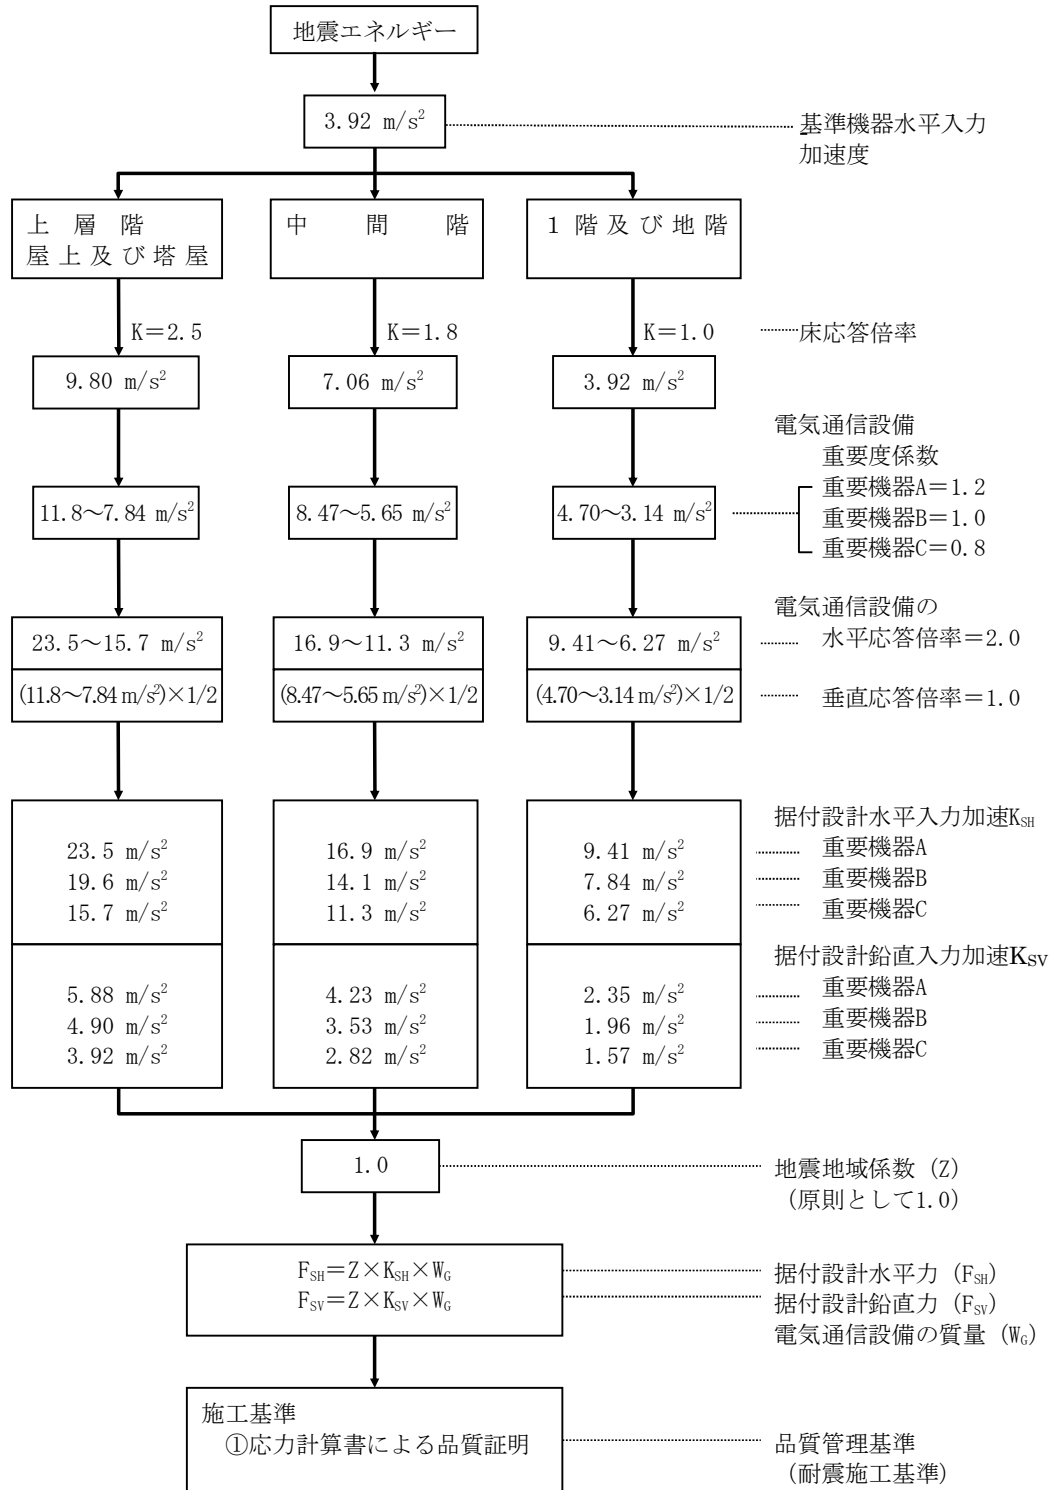 地震エネルギー
3.92 m/s²
基準機器水平入力
加速度
上層階
屋上及び塔屋
中間階
1階及び地階
K＝2.5
K＝1.8
K＝1.0
床応答倍率
9.80 m/s²
7.06 m/s²
3.92 m/s²
電気通信設備
重要度係数
重要機器A＝1.2
重要機器B＝1.0
重要機器C＝0.8
11.8～7.84 m/s²
8.47～5.65 m/s²
4.70～3.14 m/s²
電気通信設備の
水平応答倍率＝2.0
23.5～15.7 m/s²
16.9～11.3 m/s²
9.41～6.27 m/s²
(11.8～7.84 m/s²)×1/2
(8.47～5.65 m/s²)×1/2
(4.70～3.14 m/s²)×1/2
垂直応答倍率＝1.0
据付設計水平入力加速K_SH
23.5 m/s²
19.6 m/s²
15.7 m/s²
16.9 m/s²
14.1 m/s²
11.3 m/s²
9.41 m/s²
7.84 m/s²
6.27 m/s²
重要機器A
重要機器B
重要機器C
据付設計鉛直入力加速K_SV
5.88 m/s²
4.90 m/s²
3.92 m/s²
4.23 m/s²
3.53 m/s²
2.82 m/s²
2.35 m/s²
1.96 m/s²
1.57 m/s²
重要機器A
重要機器B
重要機器C
1.0
地震地域係数（Z）
（原則として1.0）
F_SH＝Z×K_SH×W_G
F_SV＝Z×K_SV×W_G
据付設計水平力（F_SH）
据付設計鉛直力（F_SV）
電気通信設備の質量（W_G）
施工基準
①応力計算書による品質証明
品質管理基準
（耐震施工基準）